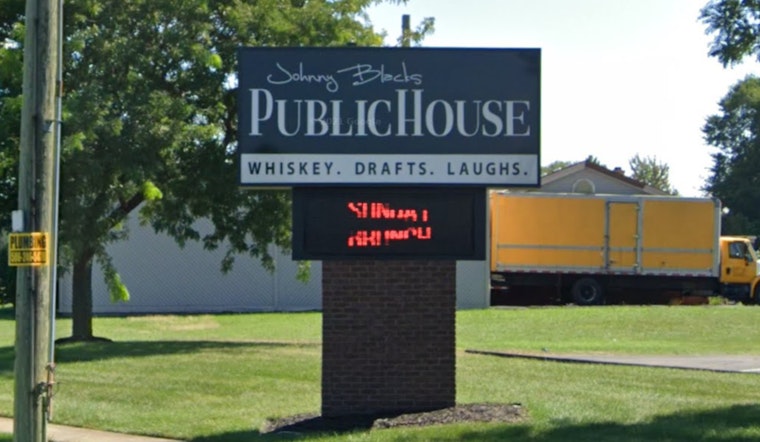 Johnny Blacks
PUBLIC HOUSE
WHISKEY. DRAFTS. LAUGHS.
SUNDAY
BRUNCH
PLUMBING